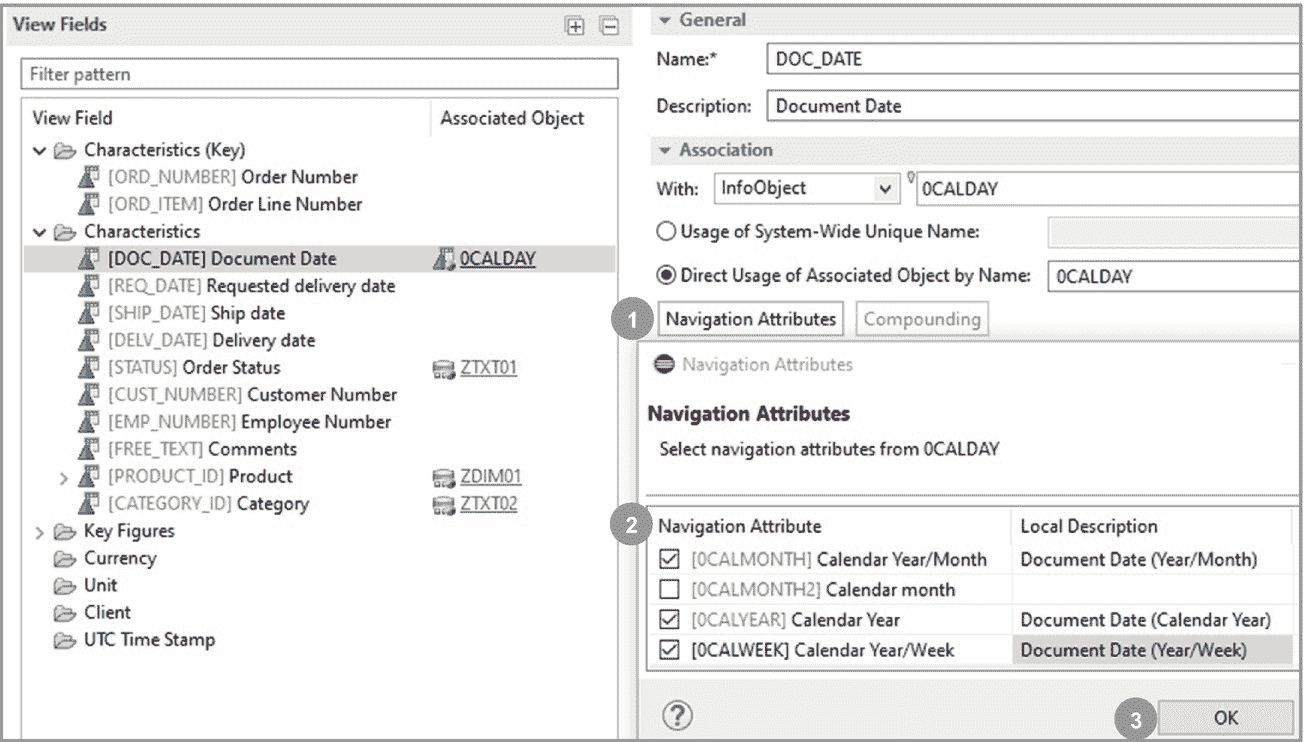 View Fields
Filter pattern
View Field Associated Object
Characteristics (Key)
[ORD_NUMBER] Order Number
[ORD_ITEM] Order Line Number
Characteristics
[DOC_DATE] Document Date 0CALDAY
[REQ_DATE] Requested delivery date
[SHIP_DATE] Ship date
[DELV_DATE] Delivery date
[STATUS] Order Status ZTXT01
[CUST_NUMBER] Customer Number
[EMP_NUMBER] Employee Number
[FREE_TEXT] Comments
[PRODUCT_ID] Product ZDIM01
[CATEGORY_ID] Category ZTXT02
Key Figures
Currency
Unit
Client
UTC Time Stamp
General
Name:* DOC_DATE
Description: Document Date
Association
With: InfoObject 0CALDAY
Usage of System-Wide Unique Name:
Direct Usage of Associated Object by Name: 0CALDAY
1 Navigation Attributes Compounding
Navigation Attributes
Navigation Attributes
Select navigation attributes from 0CALDAY
2 Navigation Attribute Local Description
[0CALMONTH] Calendar Year/Month Document Date (Year/Month)
[0CALMONTH2] Calendar month
[0CALYEAR] Calendar Year Document Date (Calendar Year)
[0CALWEEK] Calendar Year/Week Document Date (Year/Week)
? 3 OK